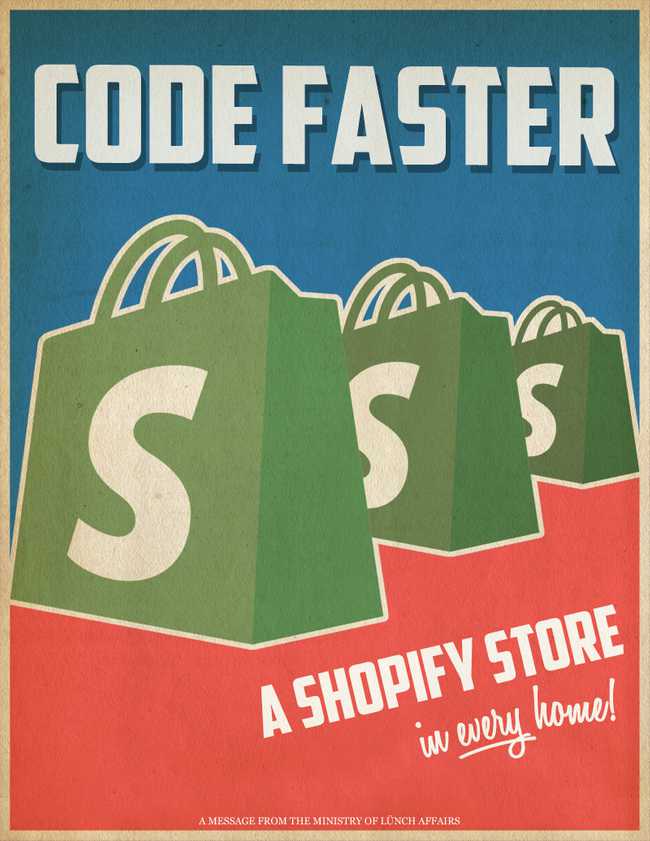 CODE FASTER
S
S
S
A SHOPIFY STORE
in every home!
A MESSAGE FROM THE MINISTRY OF LÜNCH AFFAIRS